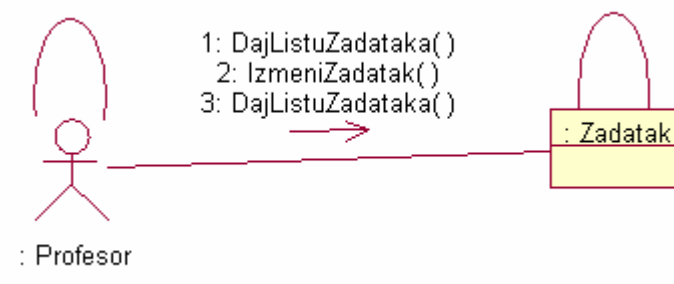 1: DajListuZadataka( )
2: IzmeniZadatak( )
3: DajListuZadataka( )
: Zadatak
: Profesor